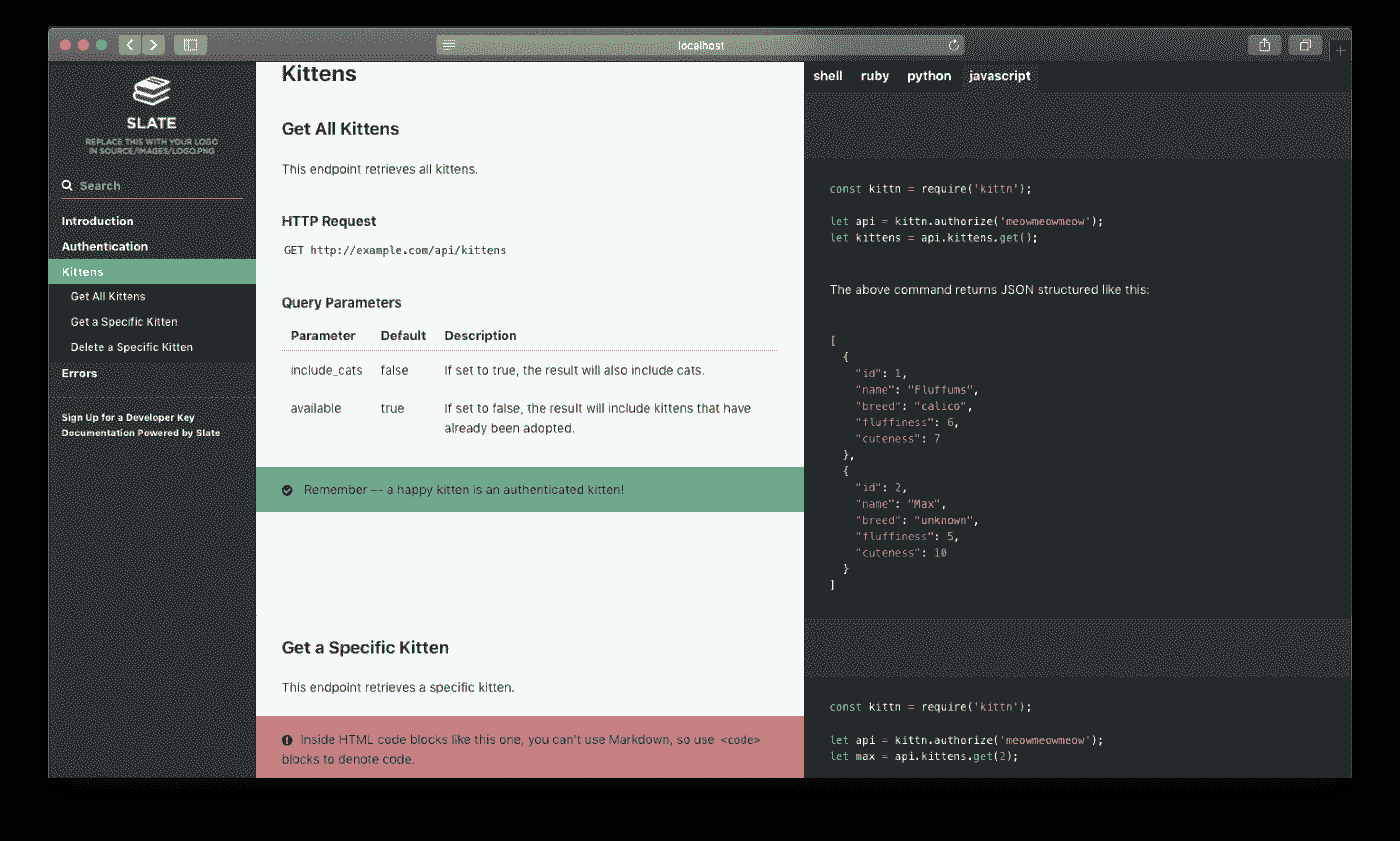 localhost
SLATE
REPLACE THIS WITH YOUR LOGO
IN SOURCE/IMAGES/LOGO.PNG
Search
Introduction
Authentication
Kittens
Get All Kittens
Get a Specific Kitten
Delete a Specific Kitten
Errors
Sign Up for a Developer Key
Documentation Powered by Slate
Kittens
Get All Kittens
This endpoint retrieves all kittens.
HTTP Request
GET http://example.com/api/kittens
Query Parameters
Parameter Default Description
include_cats false If set to true, the result will also include cats.
available true If set to false, the result will include kittens that have
already been adopted.
Remember — a happy kitten is an authenticated kitten!
Get a Specific Kitten
This endpoint retrieves a specific kitten.
Inside HTML code blocks like this one, you can't use Markdown, so use <code>
blocks to denote code.
shell ruby python javascript
const kittn = require('kittn');
let api = kittn.authorize('meowmeowmeow');
let kittens = api.kittens.get();
The above command returns JSON structured like this:
[
{
"id": 1,
"name": "Fluffums",
"breed": "calico",
"fluffiness": 6,
"cuteness": 7
},
{
"id": 2,
"name": "Max",
"breed": "unknown",
"fluffiness": 5,
"cuteness": 10
}
]
const kittn = require('kittn');
let api = kittn.authorize('meowmeowmeow');
let max = api.kittens.get(2);